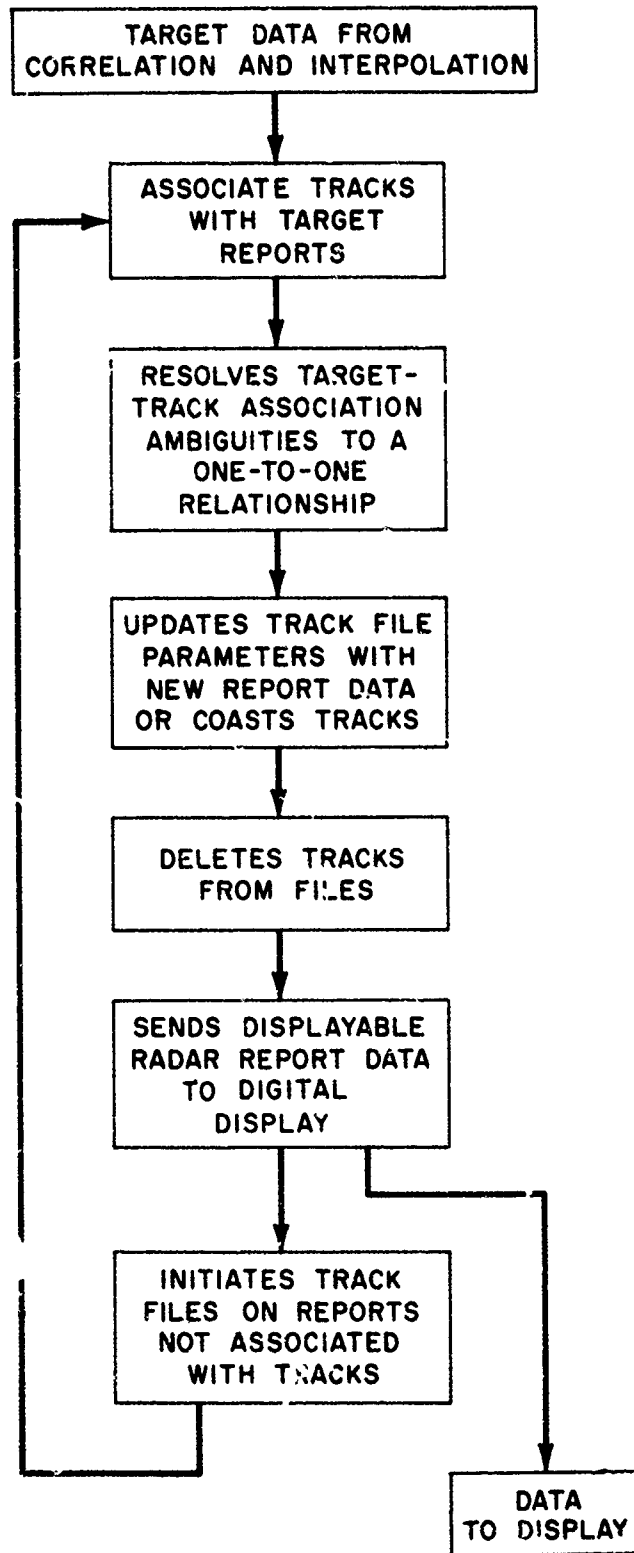 TARGET DATA FROM
CORRELATION AND INTERPOLATION
ASSOCIATE TRACKS
WITH TARGET
REPORTS
RESOLVES TARGET-
TRACK ASSOCIATION
AMBIGUITIES TO A
ONE-TO-ONE
RELATIONSHIP
UPDATES TRACK FILE
PARAMETERS WITH
NEW REPORT DATA
OR COASTS TRACKS
DELETES TRACKS
FROM FILES
SENDS DISPLAYABLE
RADAR REPORT DATA
TO DIGITAL
DISPLAY
INITIATES TRACK
FILES ON REPORTS
NOT ASSOCIATED
WITH TRACKS
DATA
TO DISPLAY